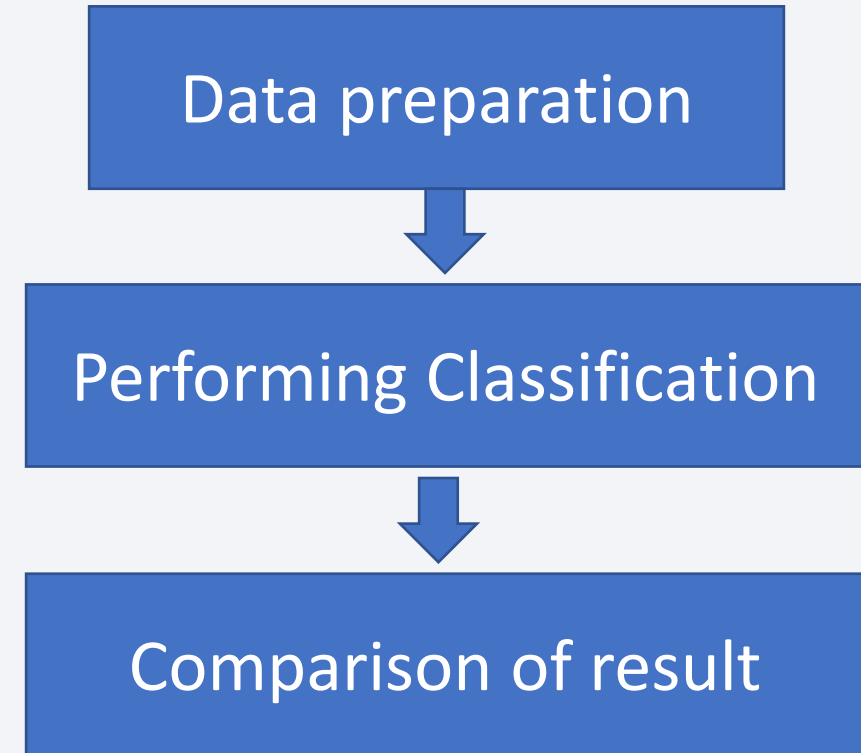 Data preparation
Performing Classification
Comparison of result